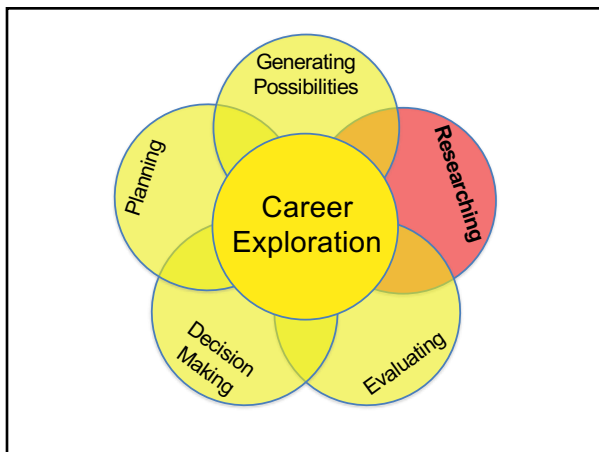 Generating
Possibilities
Researching
Planning
Career
Exploration
Decision
Making
Evaluating